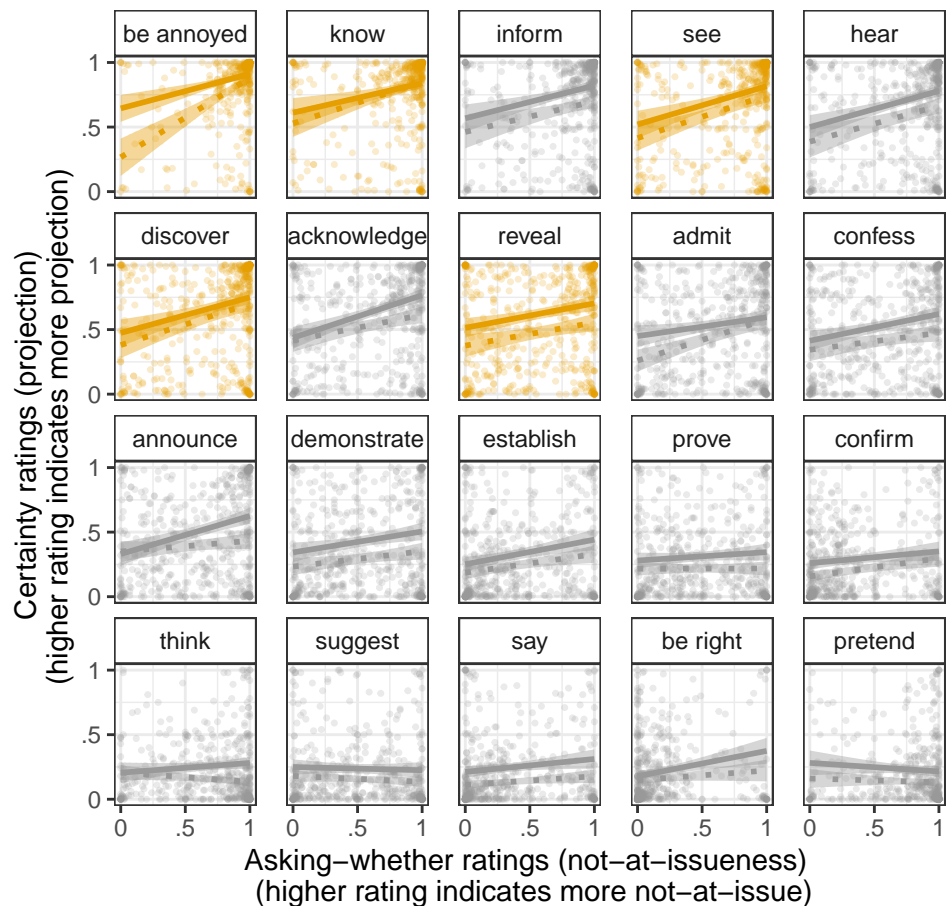 be annoyed know inform see hear
1
.5
0
discover acknowledge reveal admit confess
1
.5
0
announce demonstrate establish prove confirm
1
.5
0
think suggest say be right pretend
1
.5
0
0 .5 1 0 .5 1 0 .5 1 0 .5 1 0 .5 1
Certainty ratings (projection)
(higher rating indicates more projection)
Asking−whether ratings (not−at−issueness)
(higher rating indicates more not−at−issue)